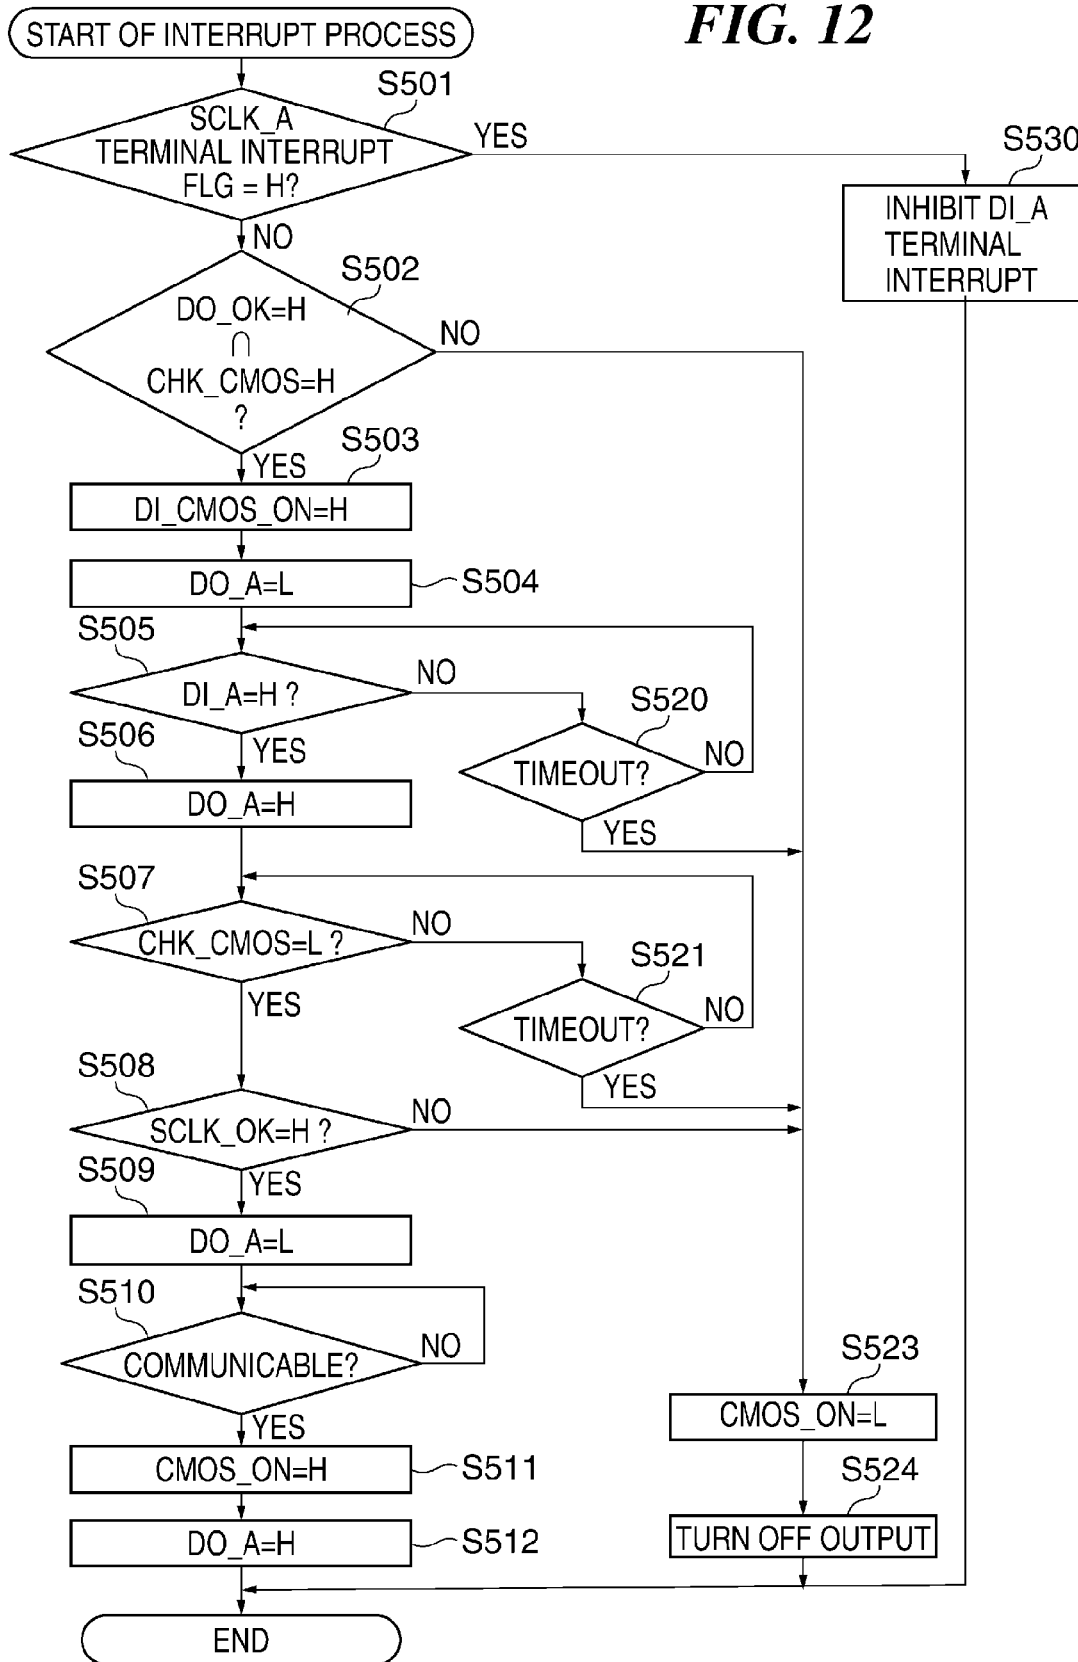 FIG. 12
START OF INTERRUPT PROCESS
S501
SCLK_A
TERMINAL INTERRUPT
FLG = H?
YES
NO
S530
INHIBIT DI_A
TERMINAL
INTERRUPT
S502
DO_OK=H
∩
CHK_CMOS=H
?
NO
YES
S503
DI_CMOS_ON=H
DO_A=L
S504
S505
DI_A=H ?
NO
YES
S520
TIMEOUT?
NO
YES
S506
DO_A=H
S507
CHK_CMOS=L ?
NO
YES
S521
TIMEOUT?
NO
YES
S508
SCLK_OK=H ?
NO
YES
S509
DO_A=L
S510
COMMUNICABLE?
NO
YES
S523
CMOS_ON=L
CMOS_ON=H
S511
S524
TURN OFF OUTPUT
DO_A=H
S512
END